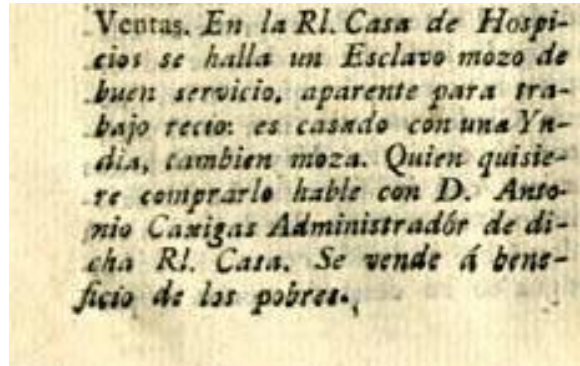 Ventas. En la Rl. Casa de Hospi-
cios se halla un Esclavo mozo de
buen servicio, aparente para tra-
bajo recio: es casado con una Yn-
dia, tambien moza. Quien quisie-
re comprarlo hable con D. Anto-
nio Caxigas Administradór de di-
cha Rl. Casa. Se vende á bene-
ficio de los pobres.